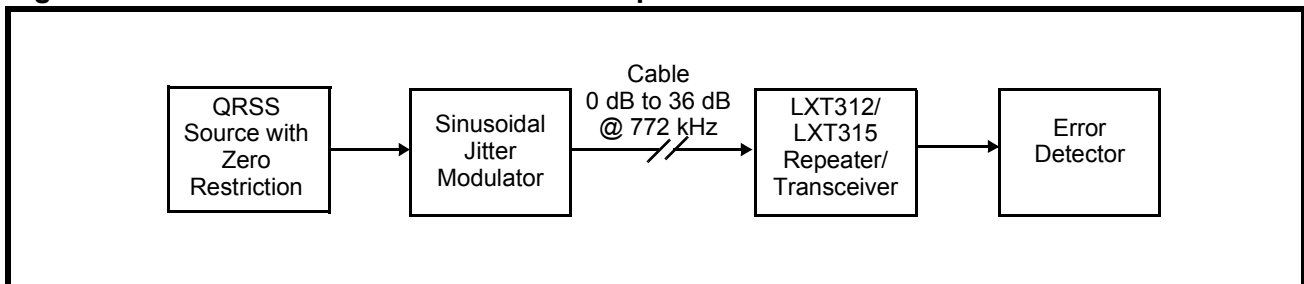 QRSS
Source with
Zero
Restriction
Sinusoidal
Jitter
Modulator
Cable
0 dB to 36 dB
@ 772 kHz
LXT312/
LXT315
Repeater/
Transceiver
Error
Detector